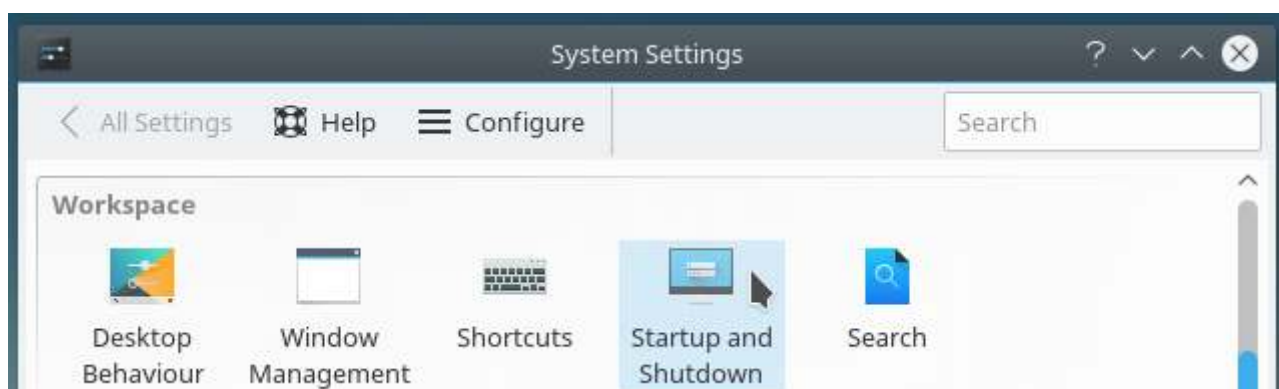 System Settings
All Settings Help Configure Search
Workspace
Desktop Behaviour
Window Management
Shortcuts
Startup and Shutdown
Search